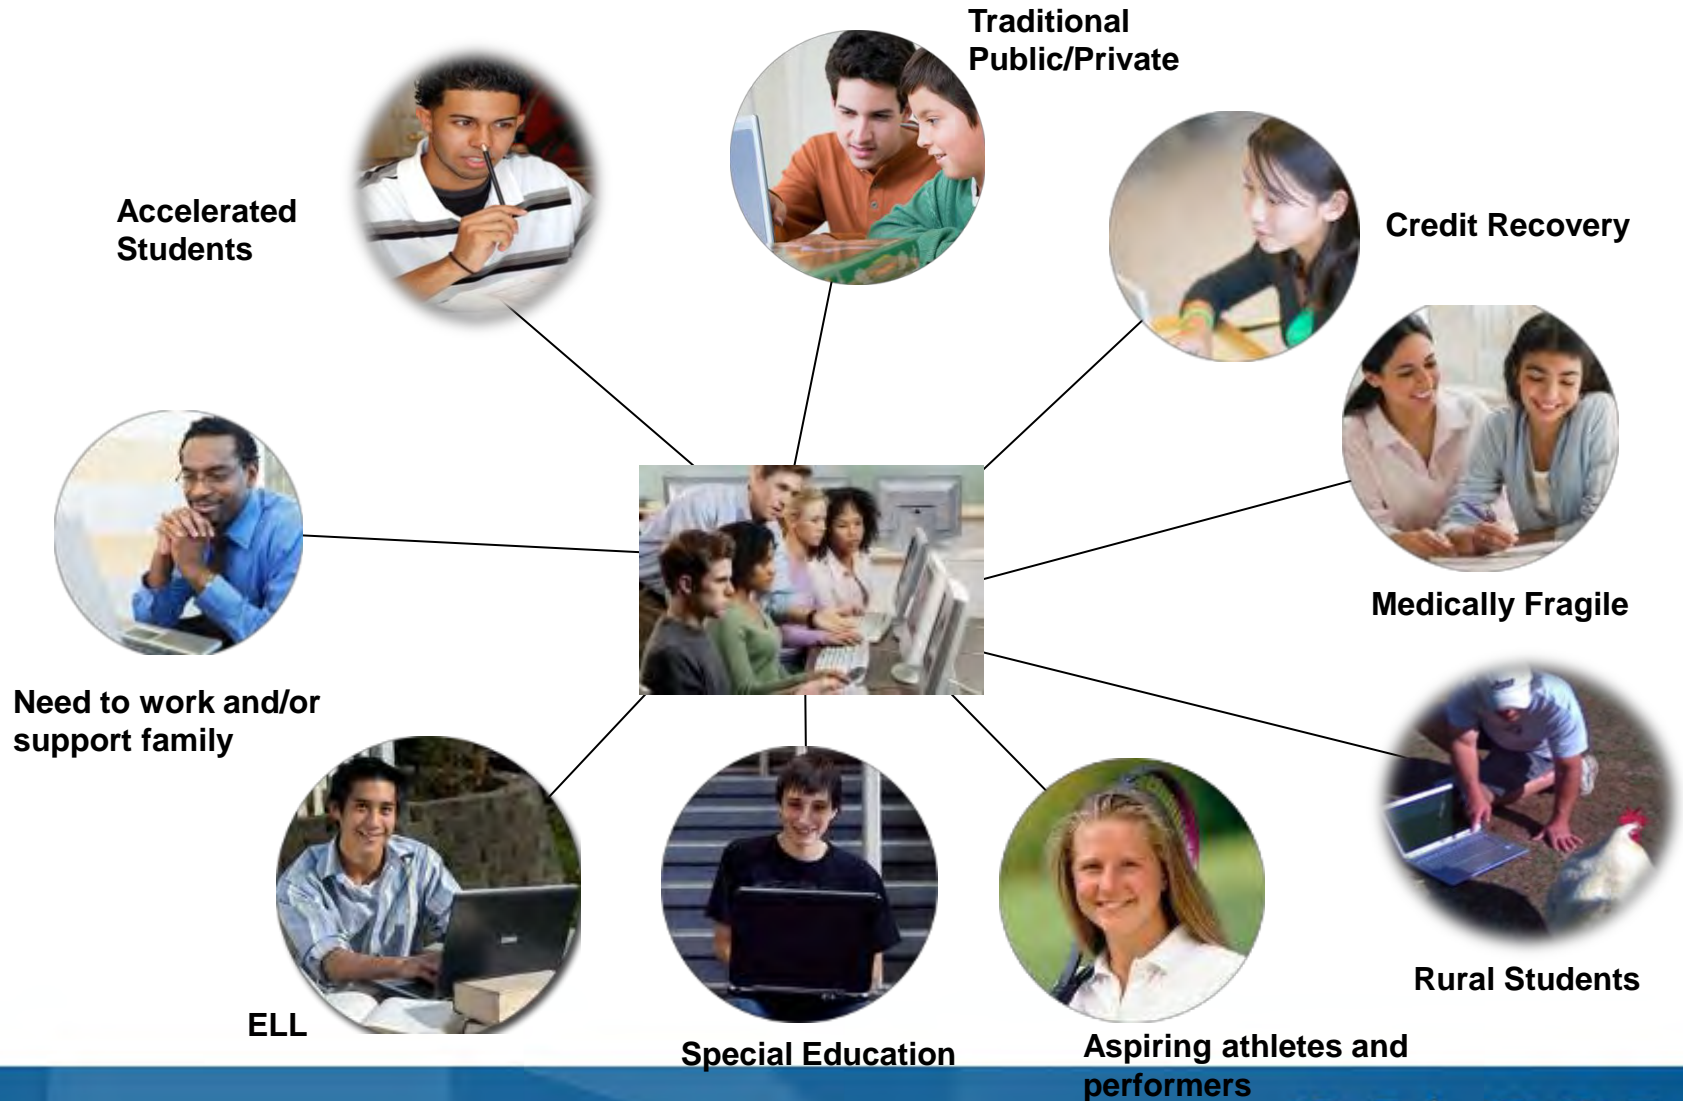 Traditional
Public/Private
Accelerated
Students
Credit Recovery
Medically Fragile
Need to work and/or
support family
Rural Students
ELL
Special Education
Aspiring athletes and
performers